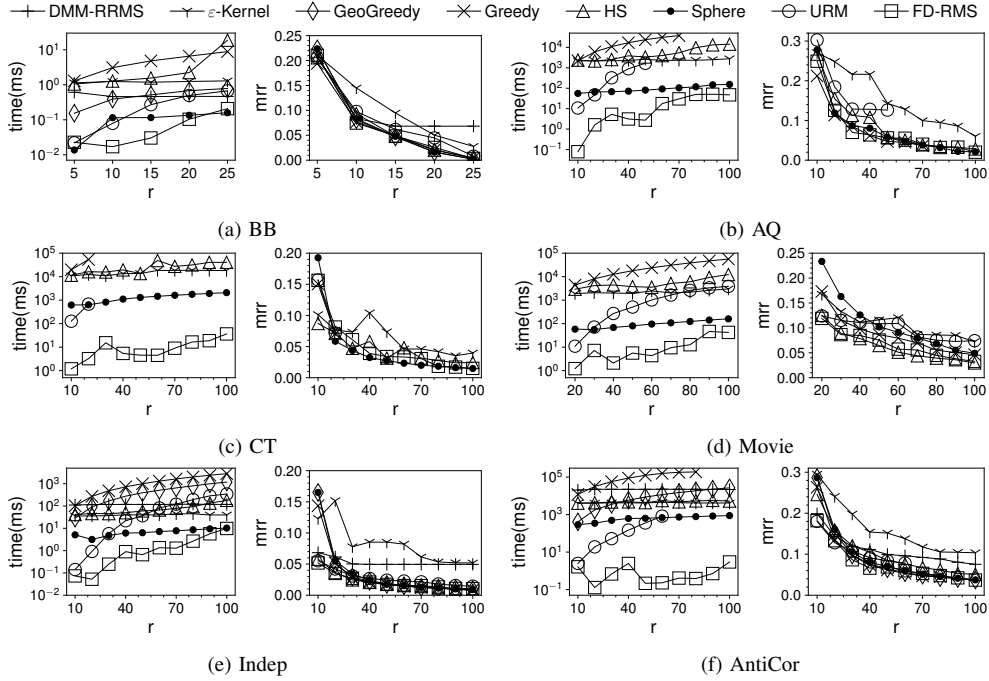 DMM-RRMS ε-Kernel GeoGreedy Greedy HS Sphere URM FD-RMS
time(ms)
10^1
10^0
10^-1
10^-2
5 10 15 20 25
r
mrr
0.25
0.20
0.15
0.10
0.05
0.00
5 10 15 20 25
r
(a) BB
time(ms)
10^4
10^3
10^2
10^1
10^0
10^-1
10 40 70 100
r
mrr
0.3
0.2
0.1
0.0
10 40 70 100
r
(b) AQ
time(ms)
10^5
10^4
10^3
10^2
10^1
10^0
10 40 70 100
r
mrr
0.20
0.15
0.10
0.05
0.00
10 40 70 100
r
(c) CT
time(ms)
10^4
10^3
10^2
10^1
10^0
20 40 60 80 100
r
mrr
0.25
0.20
0.15
0.10
0.05
0.00
20 40 60 80 100
r
(d) Movie
time(ms)
10^3
10^2
10^1
10^0
10^-1
10^-2
10 40 70 100
r
mrr
0.20
0.15
0.10
0.05
0.00
10 40 70 100
r
(e) Indep
time(ms)
10^5
10^3
10^1
10^-1
10 40 70 100
r
mrr
0.3
0.2
0.1
0.0
10 40 70 100
r
(f) AntiCor